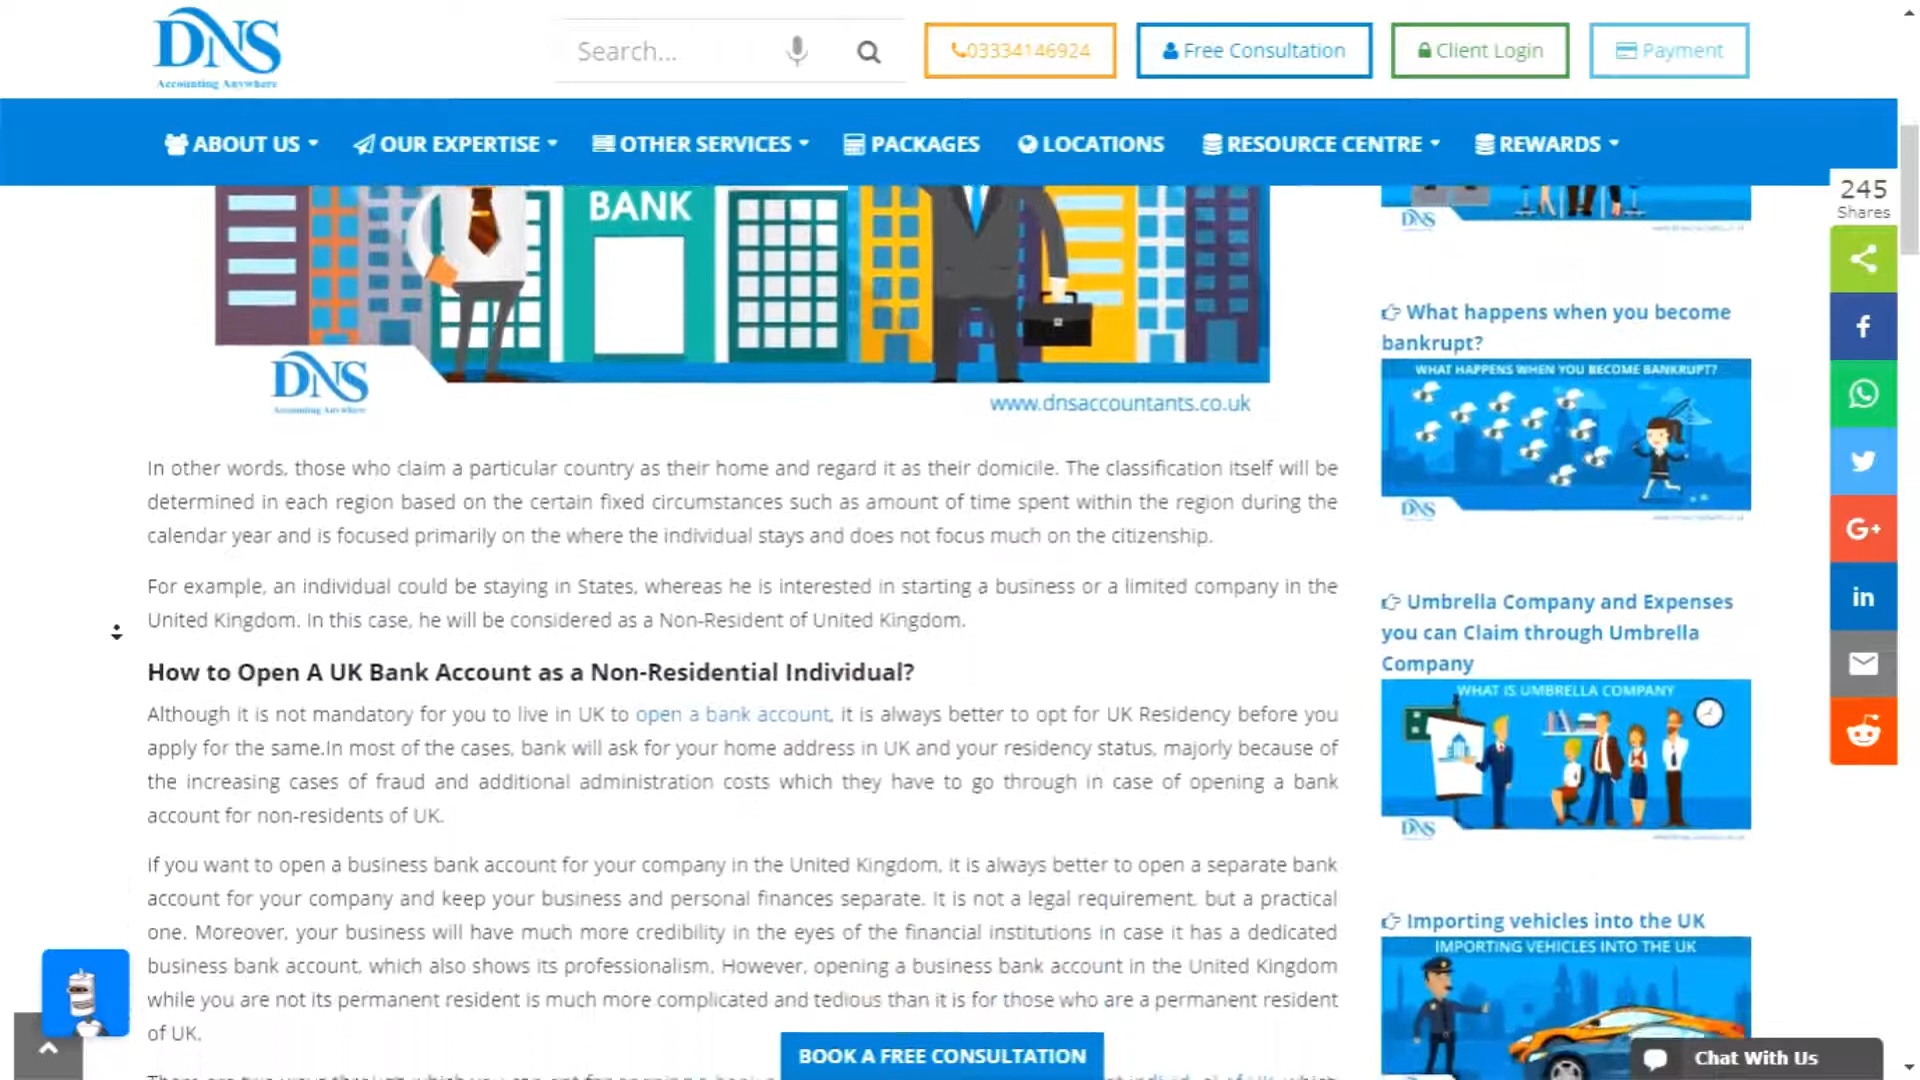 DNS
Accounting Anywhere
Search...
03334146924
Free Consultation
Client Login
Payment
ABOUT US
OUR EXPERTISE
OTHER SERVICES
PACKAGES
LOCATIONS
RESOURCE CENTRE
REWARDS
BANK
DNS
Accounting Anywhere
www.dnsaccountants.co.uk
In other words, those who claim a particular country as their home and regard it as their domicile. The classification itself will be
determined in each region based on the certain fixed circumstances such as amount of time spent within the region during the
calendar year and is focused primarily on the where the individual stays and does not focus much on the citizenship.
For example, an individual could be staying in States, whereas he is interested in starting a business or a limited company in the
United Kingdom. In this case, he will be considered as a Non-Resident of United Kingdom.
How to Open A UK Bank Account as a Non-Residential Individual?
Although it is not mandatory for you to live in UK to open a bank account, it is always better to opt for UK Residency before you
apply for the same.In most of the cases, bank will ask for your home address in UK and your residency status, majorly because of
the increasing cases of fraud and additional administration costs which they have to go through in case of opening a bank
account for non-residents of UK.
If you want to open a business bank account for your company in the United Kingdom, it is always better to open a separate bank
account for your company and keep your business and personal finances separate. It is not a legal requirement, but a practical
one. Moreover, your business will have much more credibility in the eyes of the financial institutions in case it has a dedicated
business bank account, which also shows its professionalism. However, opening a business bank account in the United Kingdom
while you are not its permanent resident is much more complicated and tedious than it is for those who are a permanent resident
of UK.
BOOK A FREE CONSULTATION
DNS
What happens when you become
bankrupt?
WHAT HAPPENS WHEN YOU BECOME BANKRUPT?
DNS
Umbrella Company and Expenses
you can Claim through Umbrella
Company
WHAT IS UMBRELLA COMPANY
DNS
Importing vehicles into the UK
IMPORTING VEHICLES INTO THE UK
245
Shares
f
G+
in
Chat With Us